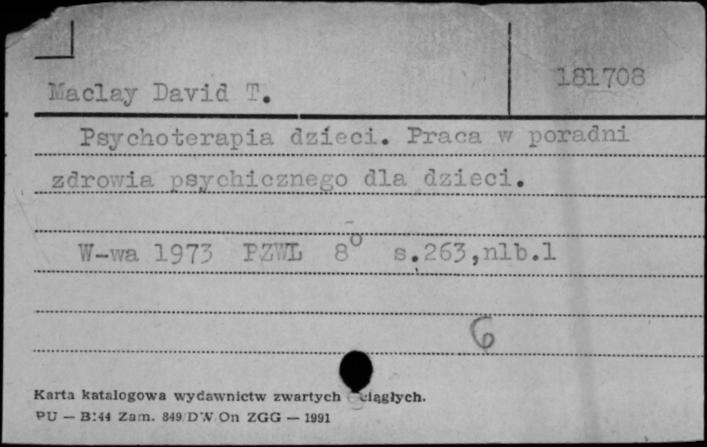 181708
Maclay David T.
Psychoterapia dzieci. Praca w poradni
zdrowia psychicznego dla dzieci.
W-wa 1973 PZWL 8° s.263,nlb.1
6
Karta katalogowa wydawnictw zwartych ciągłych.
PU — B:44 Zam. 849 DW On ZGG — 1991